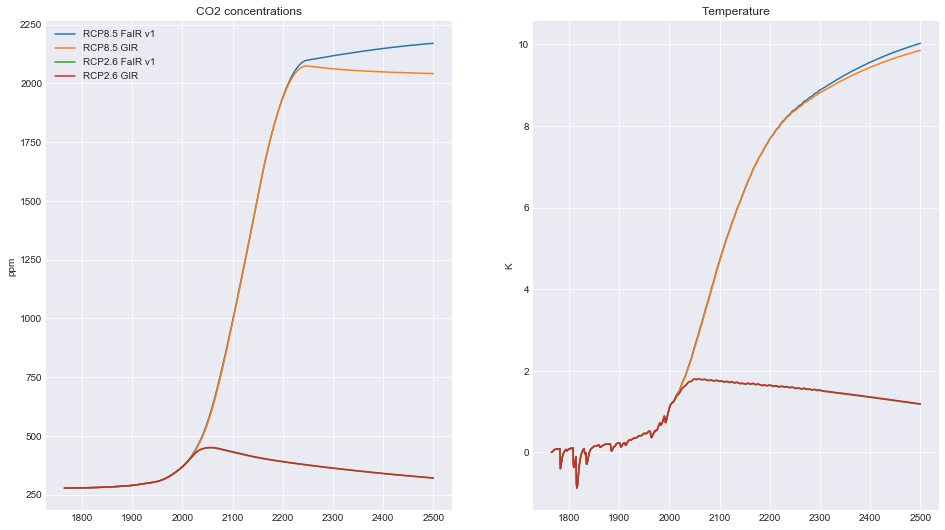 CO2 concentrations
2250
2000
1750
1500
1250
1000
750
500
250
ppm
RCP8.5 FaIR v1
RCP8.5 GIR
RCP2.6 FaIR v1
RCP2.6 GIR
1800 1900 2000 2100 2200 2300 2400 2500
Temperature
10
8
6
4
2
0
K
1800 1900 2000 2100 2200 2300 2400 2500